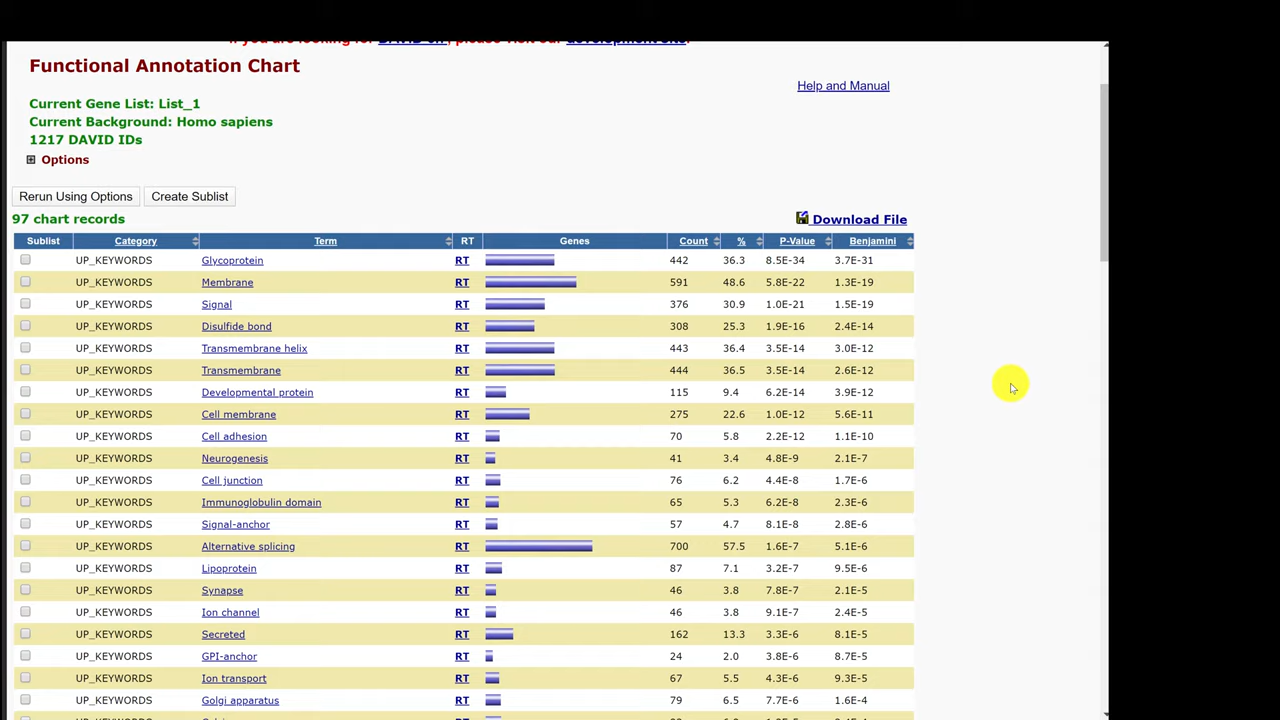 If you are looking for DAVID 6.7, please visit our development site.
Functional Annotation Chart
Help and Manual
Current Gene List: List_1
Current Background: Homo sapiens
1217 DAVID IDs
Options
Rerun Using Options Create Sublist
97 chart records Download File
Sublist Category Term RT Genes Count % P-Value Benjamini
UP_KEYWORDS Glycoprotein RT 442 36.3 8.5E-34 3.7E-31
UP_KEYWORDS Membrane RT 591 48.6 5.8E-22 1.3E-19
UP_KEYWORDS Signal RT 376 30.9 1.0E-21 1.5E-19
UP_KEYWORDS Disulfide bond RT 308 25.3 1.9E-16 2.4E-14
UP_KEYWORDS Transmembrane helix RT 443 36.4 3.5E-14 3.0E-12
UP_KEYWORDS Transmembrane RT 444 36.5 3.5E-14 2.6E-12
UP_KEYWORDS Developmental protein RT 115 9.4 6.2E-14 3.9E-12
UP_KEYWORDS Cell membrane RT 275 22.6 1.0E-12 5.6E-11
UP_KEYWORDS Cell adhesion RT 70 5.8 2.2E-12 1.1E-10
UP_KEYWORDS Neurogenesis RT 41 3.4 4.8E-9 2.1E-7
UP_KEYWORDS Cell junction RT 76 6.2 4.4E-8 1.7E-6
UP_KEYWORDS Immunoglobulin domain RT 65 5.3 6.2E-8 2.3E-6
UP_KEYWORDS Signal-anchor RT 57 4.7 8.1E-8 2.8E-6
UP_KEYWORDS Alternative splicing RT 700 57.5 1.6E-7 5.1E-6
UP_KEYWORDS Lipoprotein RT 87 7.1 3.2E-7 9.5E-6
UP_KEYWORDS Synapse RT 46 3.8 7.8E-7 2.1E-5
UP_KEYWORDS Ion channel RT 46 3.8 9.1E-7 2.4E-5
UP_KEYWORDS Secreted RT 162 13.3 3.3E-6 8.1E-5
UP_KEYWORDS GPI-anchor RT 24 2.0 3.8E-6 8.7E-5
UP_KEYWORDS Ion transport RT 67 5.5 4.3E-6 9.3E-5
UP_KEYWORDS Golgi apparatus RT 79 6.5 7.7E-6 1.6E-4